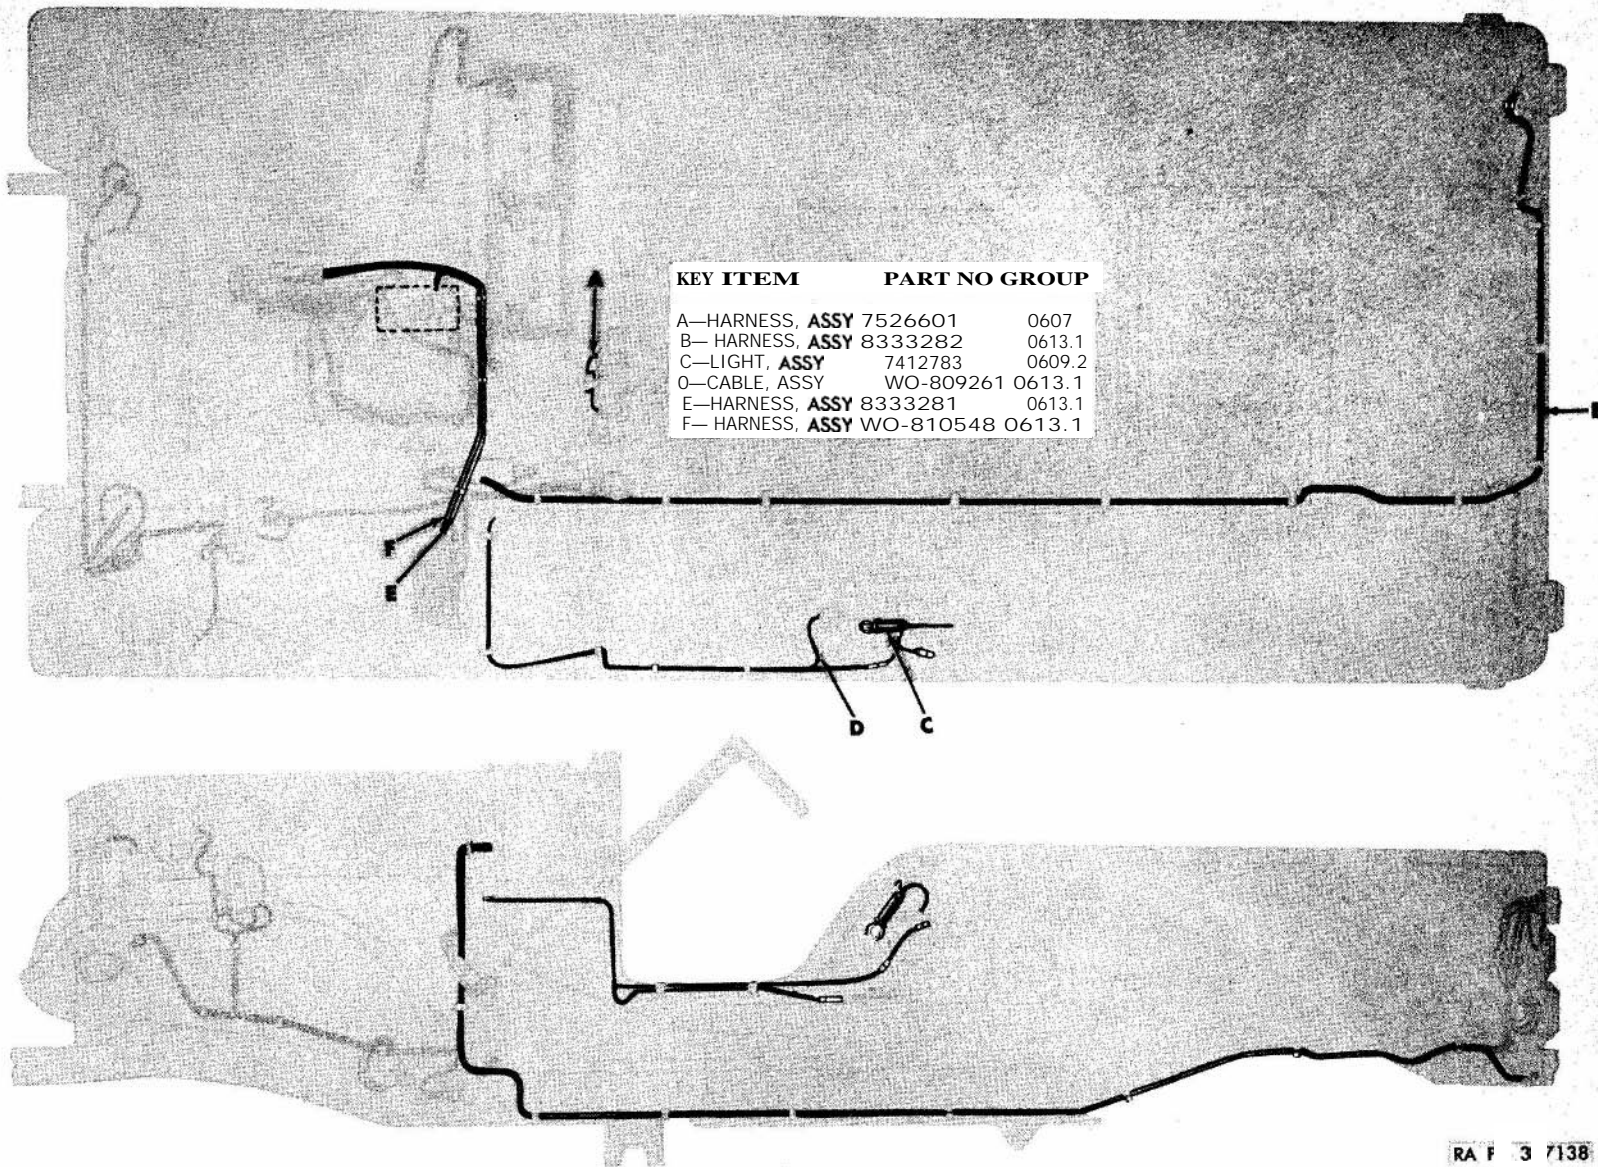 KEY ITEM PART NO GROUP
A—HARNESS, ASSY 7526601 0607
B— HARNESS, ASSY 8333282 0613.1
C—LIGHT, ASSY 7412783 0609.2
0—CABLE, ASSY WO-809261 0613.1
E—HARNESS, ASSY 8333281 0613.1
F— HARNESS, ASSY WO-810548 0613.1
F
E
D
C
RA